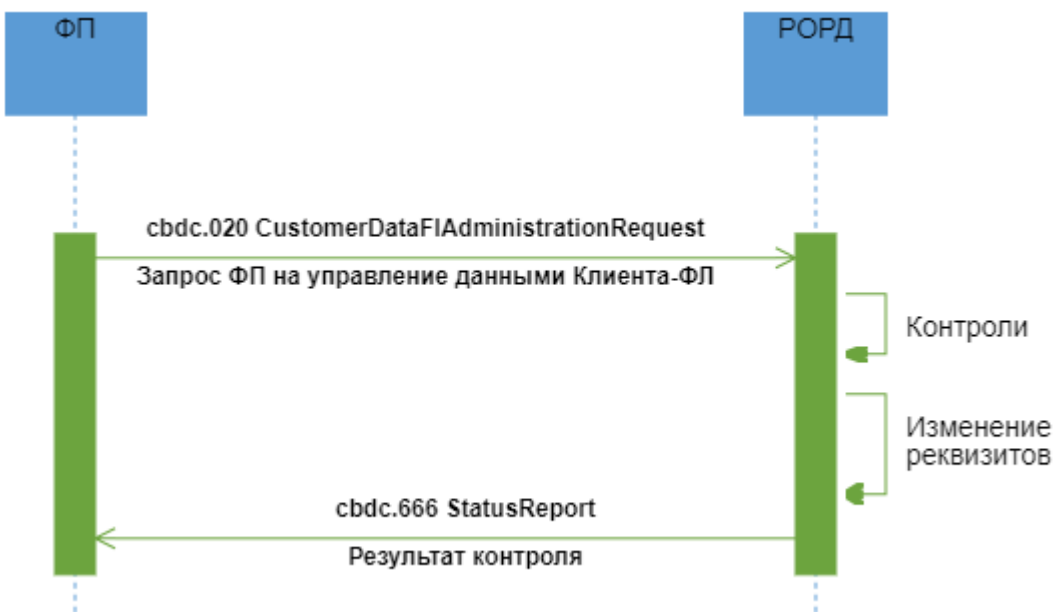 ФП
РОРД
cbdc.020 CustomerDataFIAdministrationRequest
Запрос ФП на управление данными Клиента-ФЛ
Контроли
Изменение
реквизитов
cbdc.666 StatusReport
Результат контроля